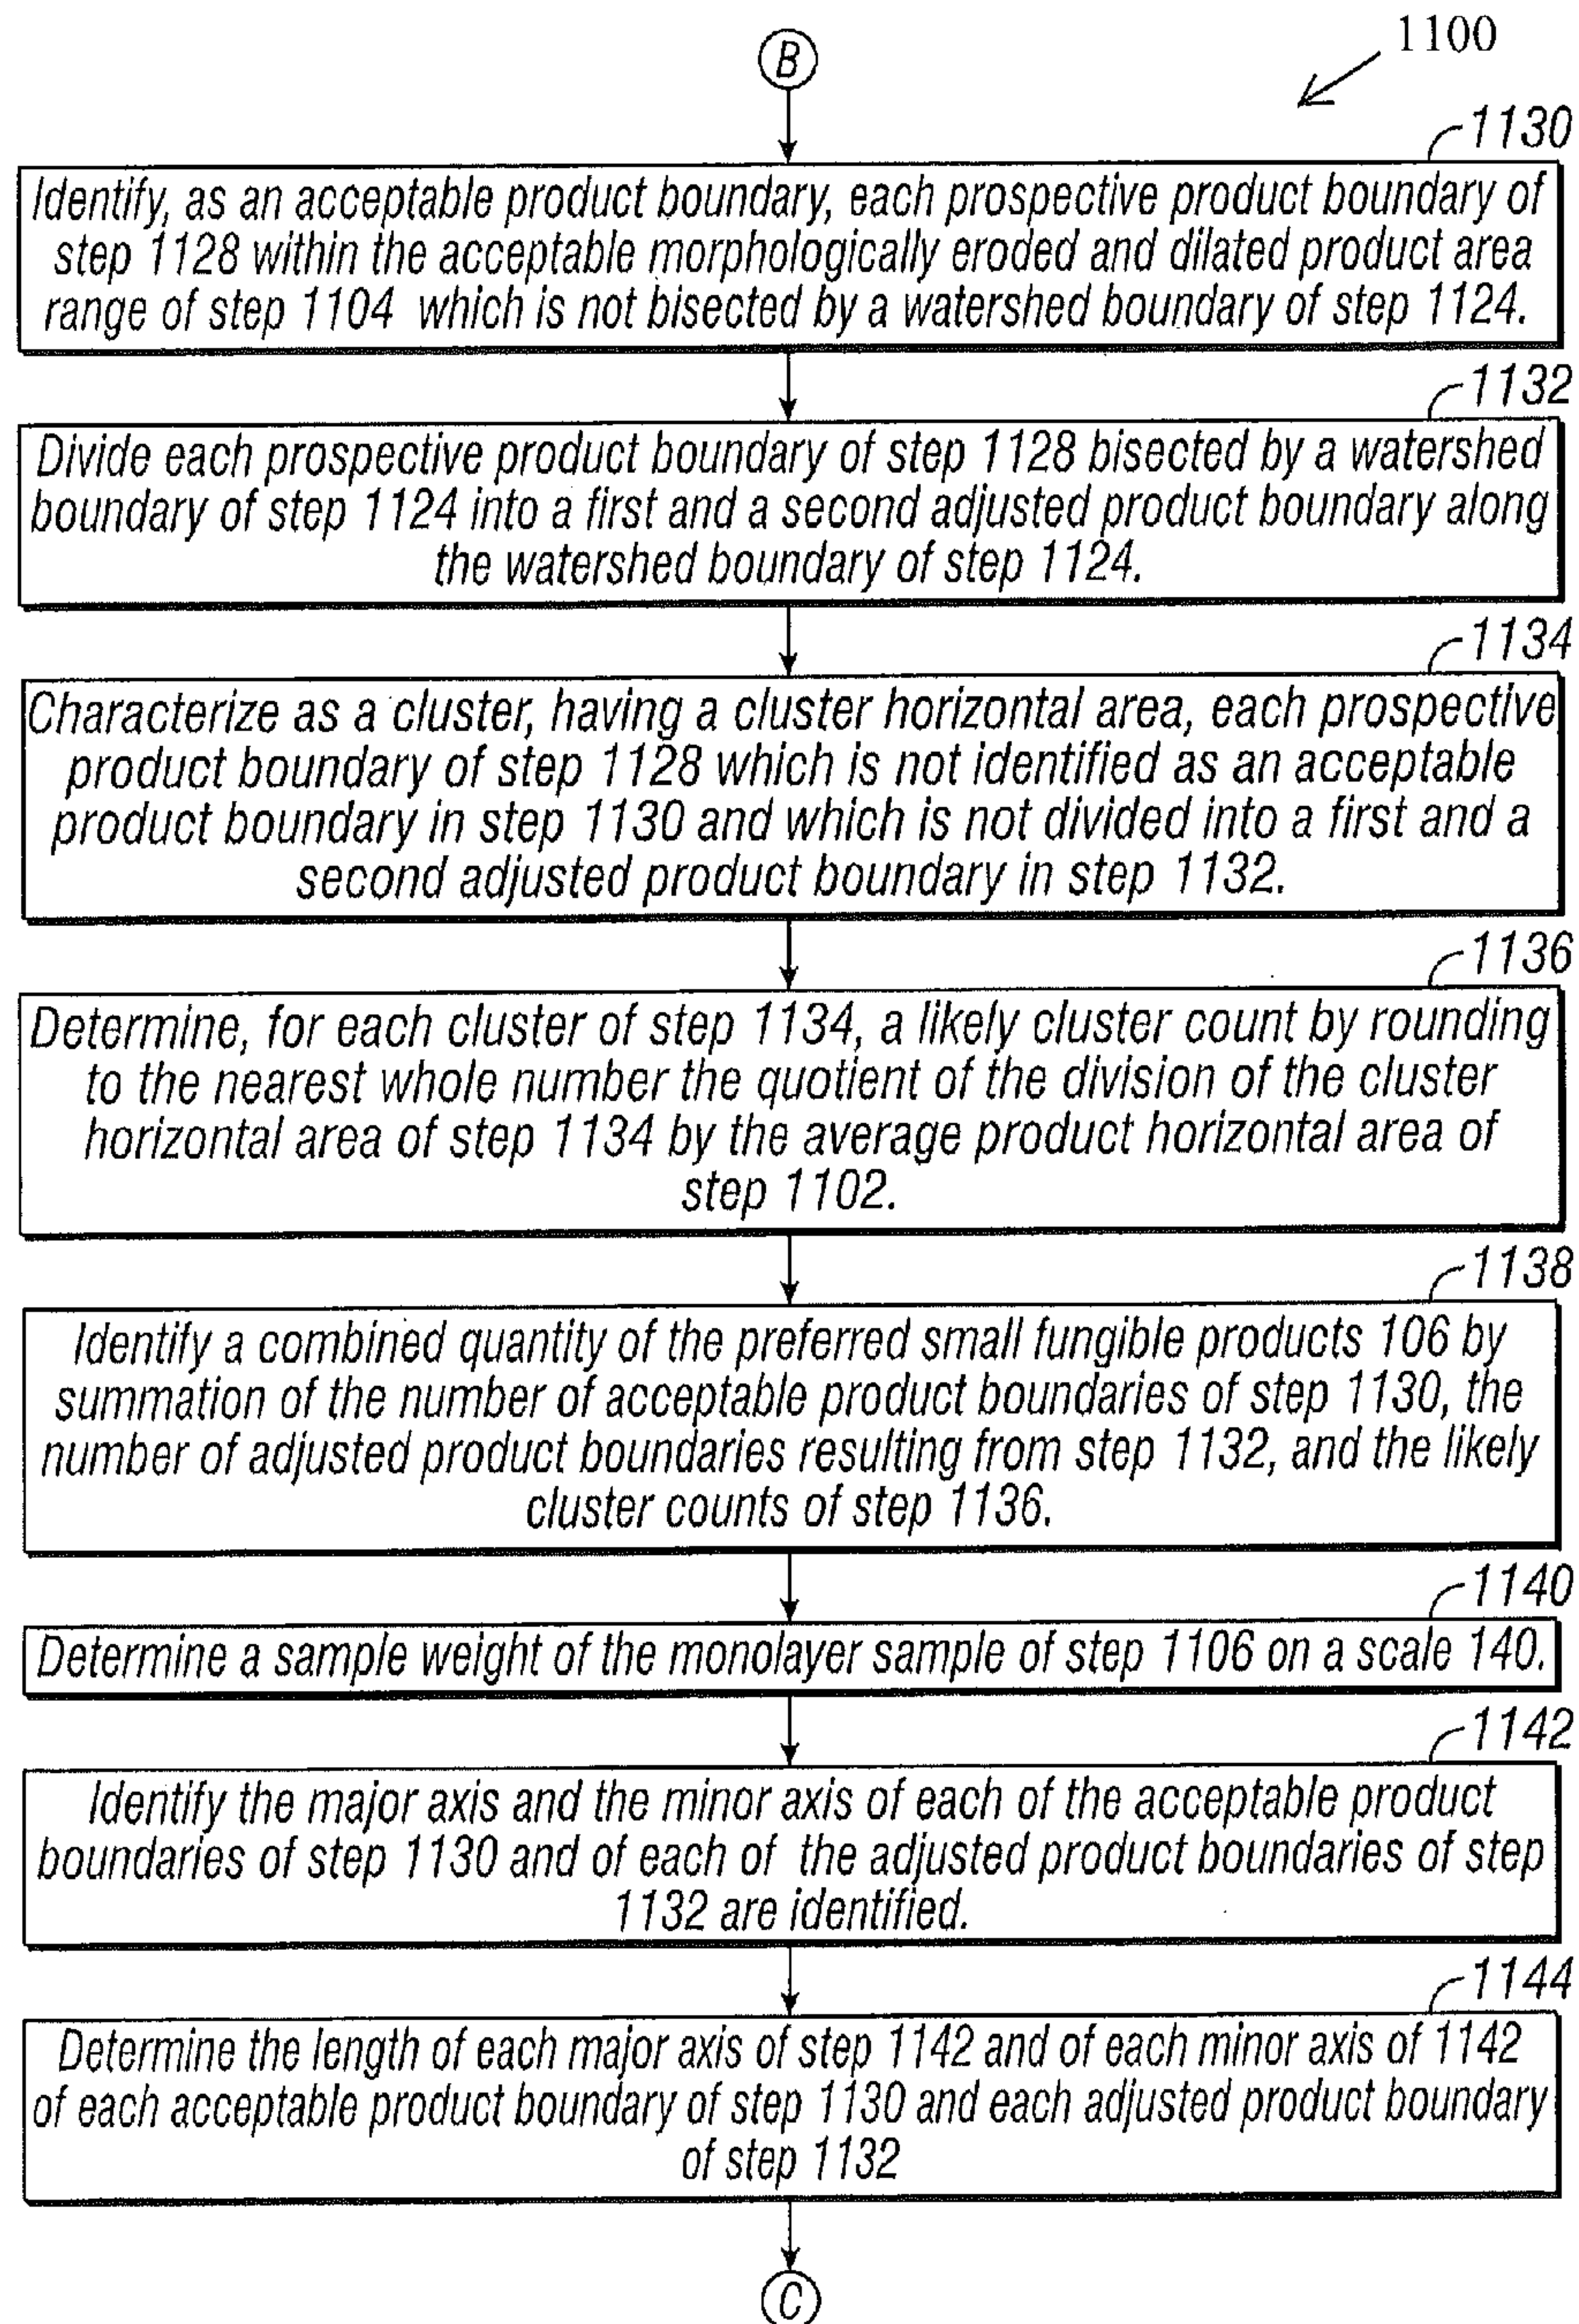 1100
B
1130
Identify, as an acceptable product boundary, each prospective product boundary of
step 1128 within the acceptable morphologically eroded and dilated product area
range of step 1104 which is not bisected by a watershed boundary of step 1124.
1132
Divide each prospective product boundary of step 1128 bisected by a watershed
boundary of step 1124 into a first and a second adjusted product boundary along
the watershed boundary of step 1124.
1134
Characterize as a cluster, having a cluster horizontal area, each prospective
product boundary of step 1128 which is not identified as an acceptable
product boundary in step 1130 and which is not divided into a first and a
second adjusted product boundary in step 1132.
1136
Determine, for each cluster of step 1134, a likely cluster count by rounding
to the nearest whole number the quotient of the division of the cluster
horizontal area of step 1134 by the average product horizontal area of
step 1102.
1138
Identify a combined quantity of the preferred small fungible products 106 by
summation of the number of acceptable product boundaries of step 1130, the
number of adjusted product boundaries resulting from step 1132, and the likely
cluster counts of step 1136.
1140
Determine a sample weight of the monolayer sample of step 1106 on a scale 140.
1142
Identify the major axis and the minor axis of each of the acceptable product
boundaries of step 1130 and of each of the adjusted product boundaries of step
1132 are identified.
1144
Determine the length of each major axis of step 1142 and of each minor axis of 1142
of each acceptable product boundary of step 1130 and each adjusted product boundary
of step 1132
C